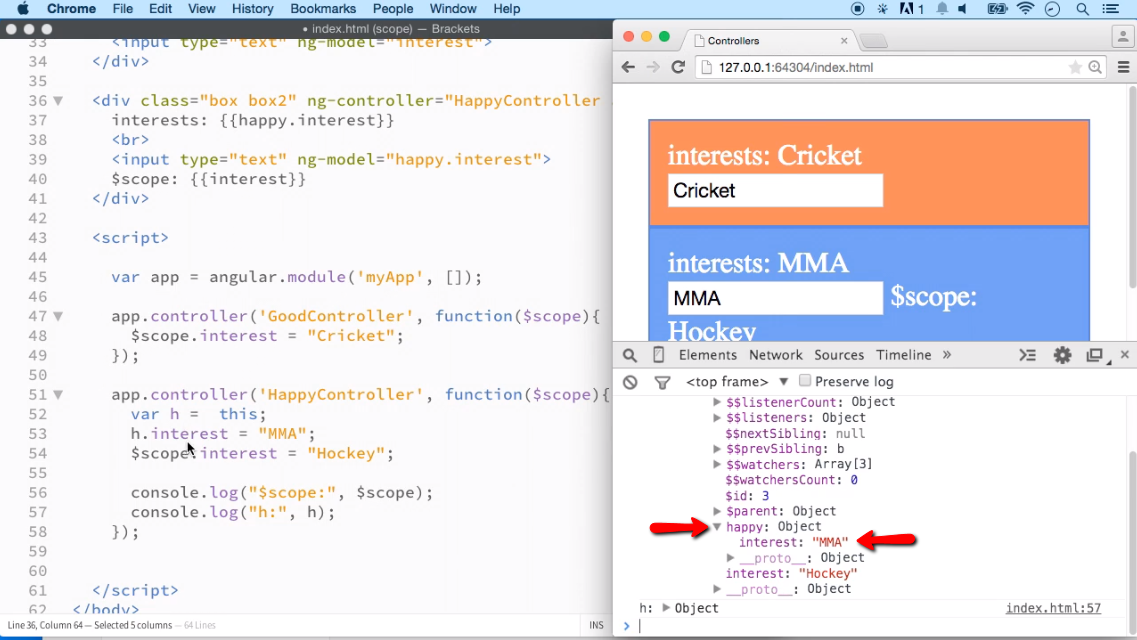 Chrome File Edit View History Bookmarks People Window Help 1
• index.html (scope) — Brackets
33 <input type="text" ng-model="interest">
34 </div>
35
36 <div class="box box2" ng-controller="HappyController
37 interests: {{happy.interest}}
38 <br>
39 <input type="text" ng-model="happy.interest">
40 $scope: {{interest}}
41 </div>
42
43 <script>
44
45 var app = angular.module('myApp', []);
46
47 app.controller('GoodController', function($scope){
48 $scope.interest = "Cricket";
49 });
50
51 app.controller('HappyController', function($scope){
52 var h = this;
53 h.interest = "MMA";
54 $scope.interest = "Hockey";
55
56 console.log("$scope:", $scope);
57 console.log("h:", h);
58 });
59
60
61 </script>
62 </body>
Line 36, Column 64 — Selected 5 columns — 64 Lines INS
Controllers
127.0.0.1:64304/index.html
interests: Cricket
Cricket
interests: MMA
MMA $scope:
Hockey
Elements Network Sources Timeline »
<top frame> Preserve log
$$listenerCount: Object
$$listeners: Object
$$nextSibling: null
$$prevSibling: b
$$watchers: Array[3]
$$watchersCount: 0
$id: 3
$parent: Object
happy: Object
interest: "MMA"
__proto__: Object
interest: "Hockey"
__proto__: Object
h: Object index.html:57